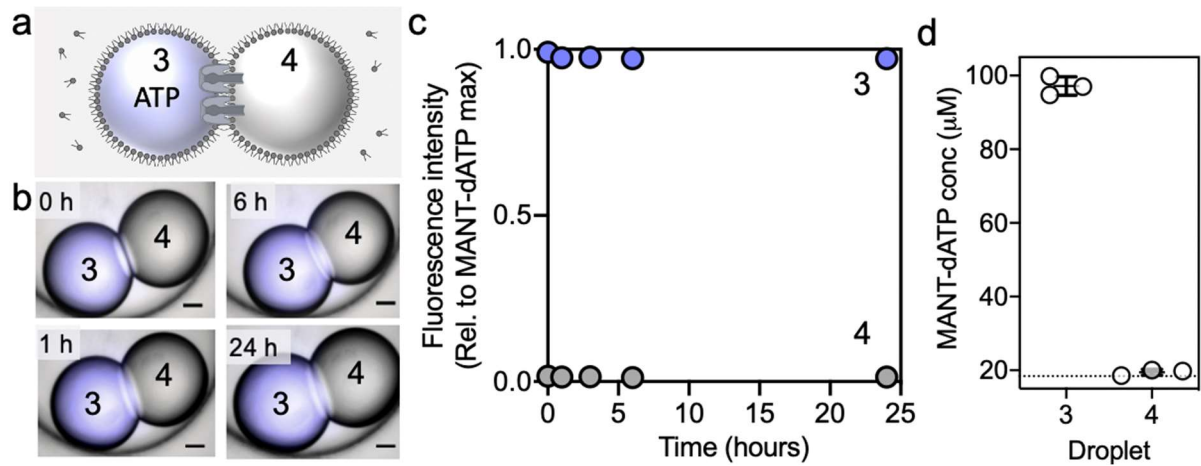 a
3
4
ATP
b
0 h
3
4
6 h
3
4
1 h
3
4
24 h
3
4
c
Fluorescence intensity
(Rel. to MANT-dATP max)
1.0
0.5
0.0
3
4
0
5
10
15
20
25
Time (hours)
d
MANT-dATP conc (μM)
100
80
60
40
20
3
4
Droplet